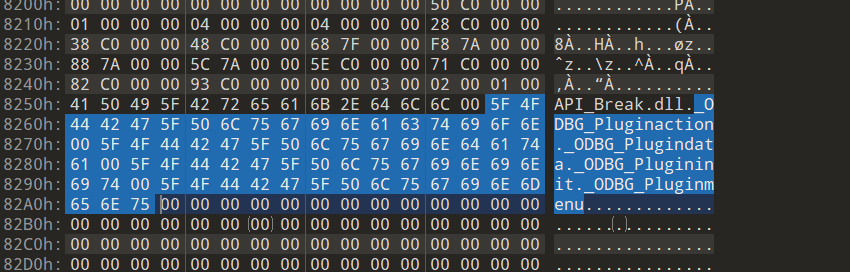 8200h: 00 00 00 00 00 00 00 00 00 00 00 00 50 C0 00 00 ............PÀ..
8210h: 01 00 00 00 04 00 00 00 04 00 00 00 28 C0 00 00 ............(À..
8220h: 38 C0 00 00 48 C0 00 00 68 7F 00 00 F8 7A 00 00 8À..HÀ..h...øz..
8230h: 88 7A 00 00 5C 7A 00 00 5E C0 00 00 71 C0 00 00 ˆz..\z..^À..qÀ..
8240h: 82 C0 00 00 93 C0 00 00 00 00 03 00 02 00 01 00 ‚À..“À..........
8250h: 41 50 49 5F 42 72 65 61 6B 2E 64 6C 6C 00 5F 4F API_Break.dll._O
8260h: 44 42 47 5F 50 6C 75 67 69 6E 61 63 74 69 6F 6E DBG_Pluginaction
8270h: 00 5F 4F 44 42 47 5F 50 6C 75 67 69 6E 64 61 74 ._ODBG_Plugindat
8280h: 61 00 5F 4F 44 42 47 5F 50 6C 75 67 69 6E 69 6E a._ODBG_Pluginin
8290h: 69 74 00 5F 4F 44 42 47 5F 50 6C 75 67 69 6E 6D it._ODBG_Pluginm
82A0h: 65 6E 75 00 00 00 00 00 00 00 00 00 00 00 00 00 enu.............
82B0h: 00 00 00 00 00 00 00 00 00 00 00 00 00 00 00 00 ................
82C0h: 00 00 00 00 00 00 00 00 00 00 00 00 00 00 00 00 ................
82D0h: 00 00 00 00 00 00 00 00 00 00 00 00 00 00 00 00 ................